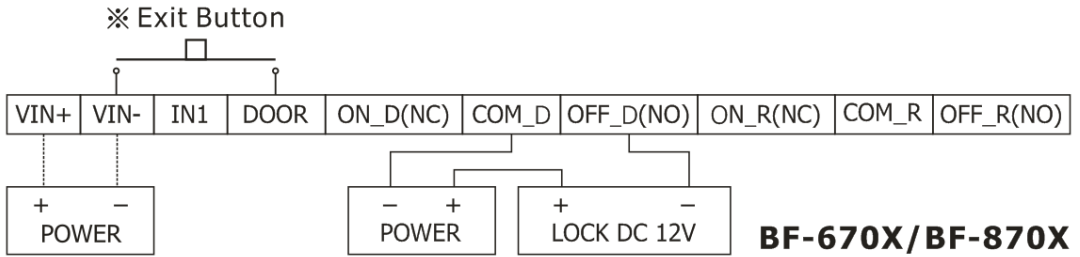 ※ Exit Button
VIN+ VIN- IN1 DOOR ON_D(NC) COM_D OFF_D(NO) ON_R(NC) COM_R OFF_R(NO)
+ − − + + −
POWER POWER LOCK DC 12V
BF-670X/BF-870X